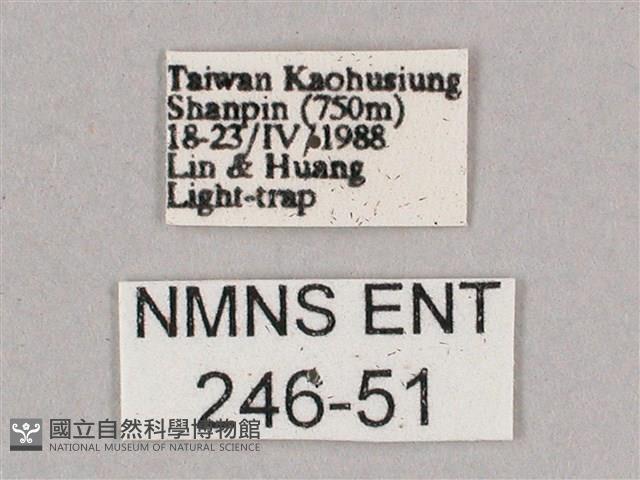 Taiwan Kaohusiung
Shanpin (750m)
18-23/IV/1988
Lin & Huang
Light-trap
NMNS ENT
246-51
國立自然科學博物館
NATIONAL MUSEUM OF NATURAL SCIENCE